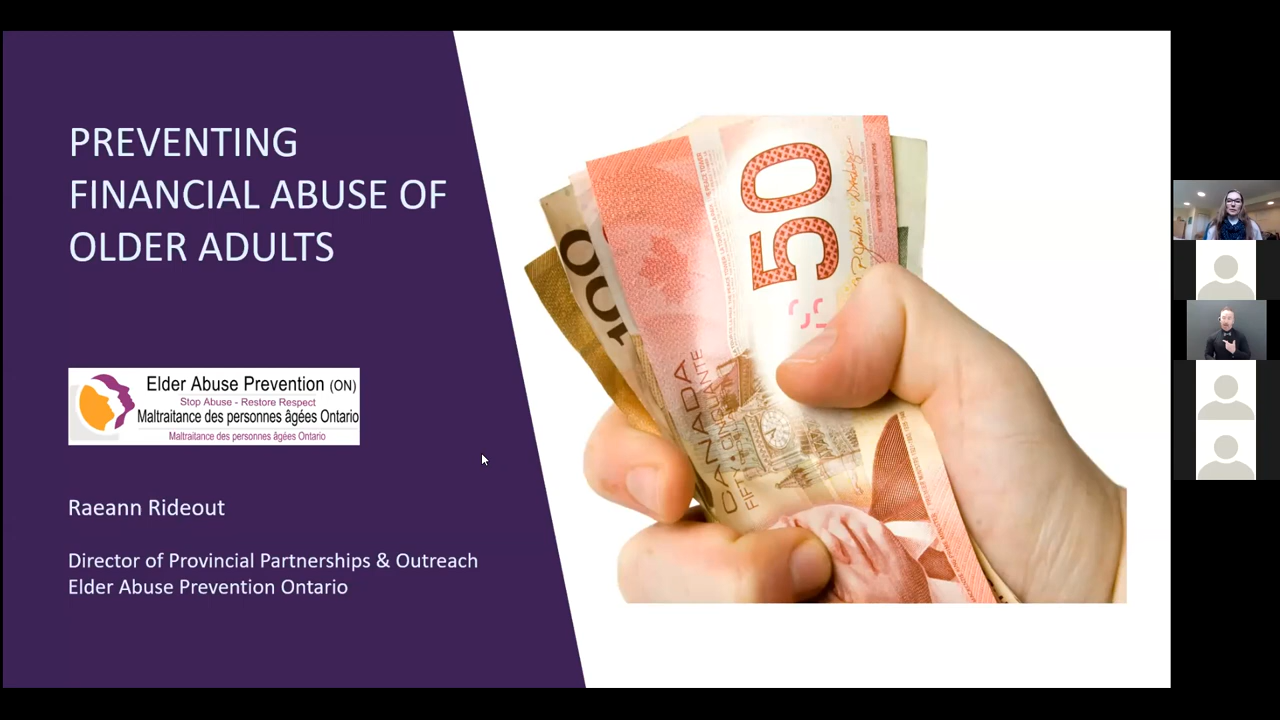 PREVENTING
FINANCIAL ABUSE OF
OLDER ADULTS
Elder Abuse Prevention (ON)
Stop Abuse - Restore Respect
Maltraitance des personnes âgées Ontario
Maltraitance des personnes âgées Ontario
Raeann Rideout
Director of Provincial Partnerships & Outreach
Elder Abuse Prevention Ontario
100
50
CANADA
FIFTY CINQUANTE